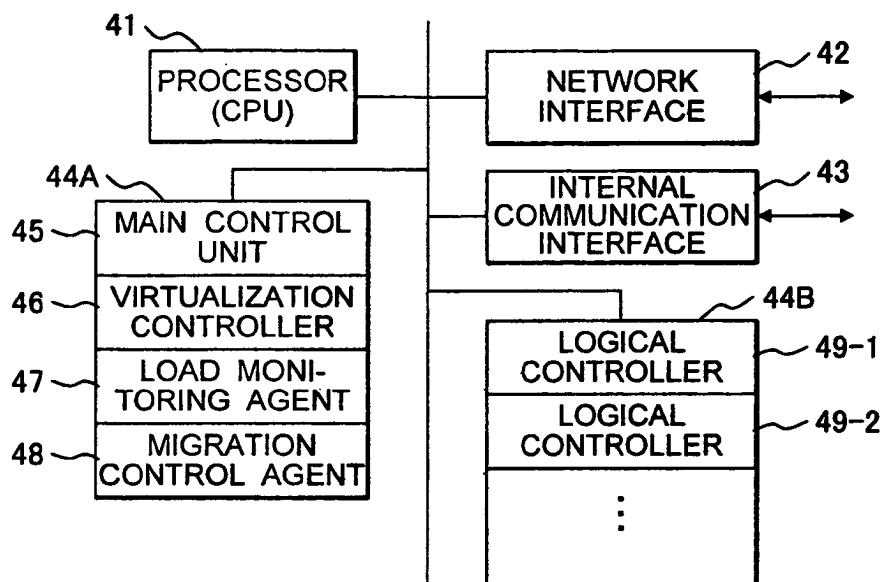 41
PROCESSOR
(CPU)
42
NETWORK
INTERFACE
44A
45
MAIN CONTROL
UNIT
46
VIRTUALIZATION
CONTROLLER
47
LOAD MONI-
TORING AGENT
48
MIGRATION
CONTROL AGENT
43
INTERNAL
COMMUNICATION
INTERFACE
44B
LOGICAL
CONTROLLER
49-1
LOGICAL
CONTROLLER
49-2
⋮